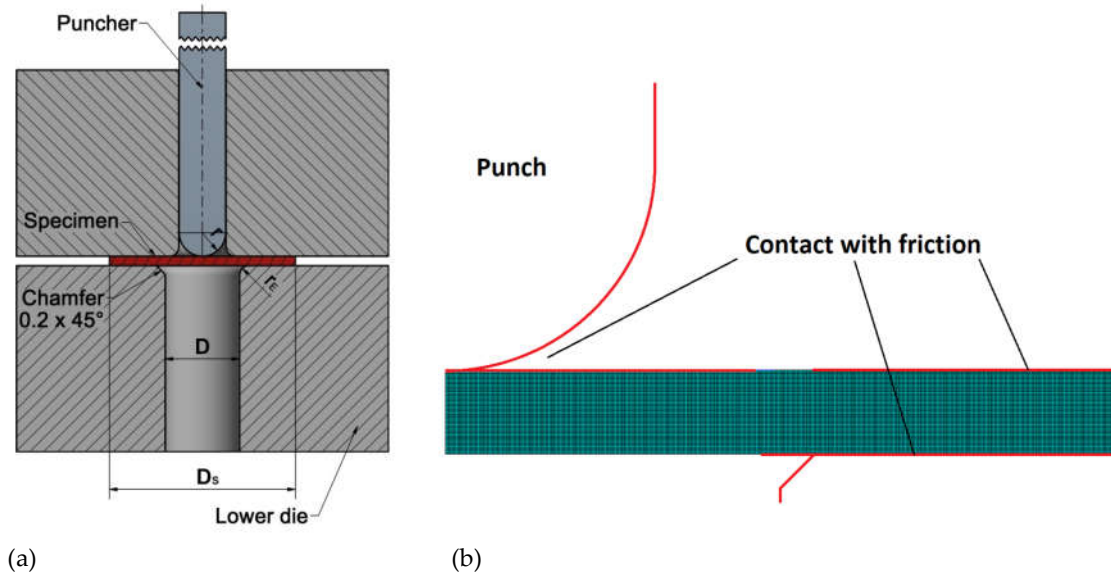 Puncher
Specimen
r
Chamfer
0.2 x 45°
rE
D
Ds
Lower die
Punch
Contact with friction
(a)
(b)